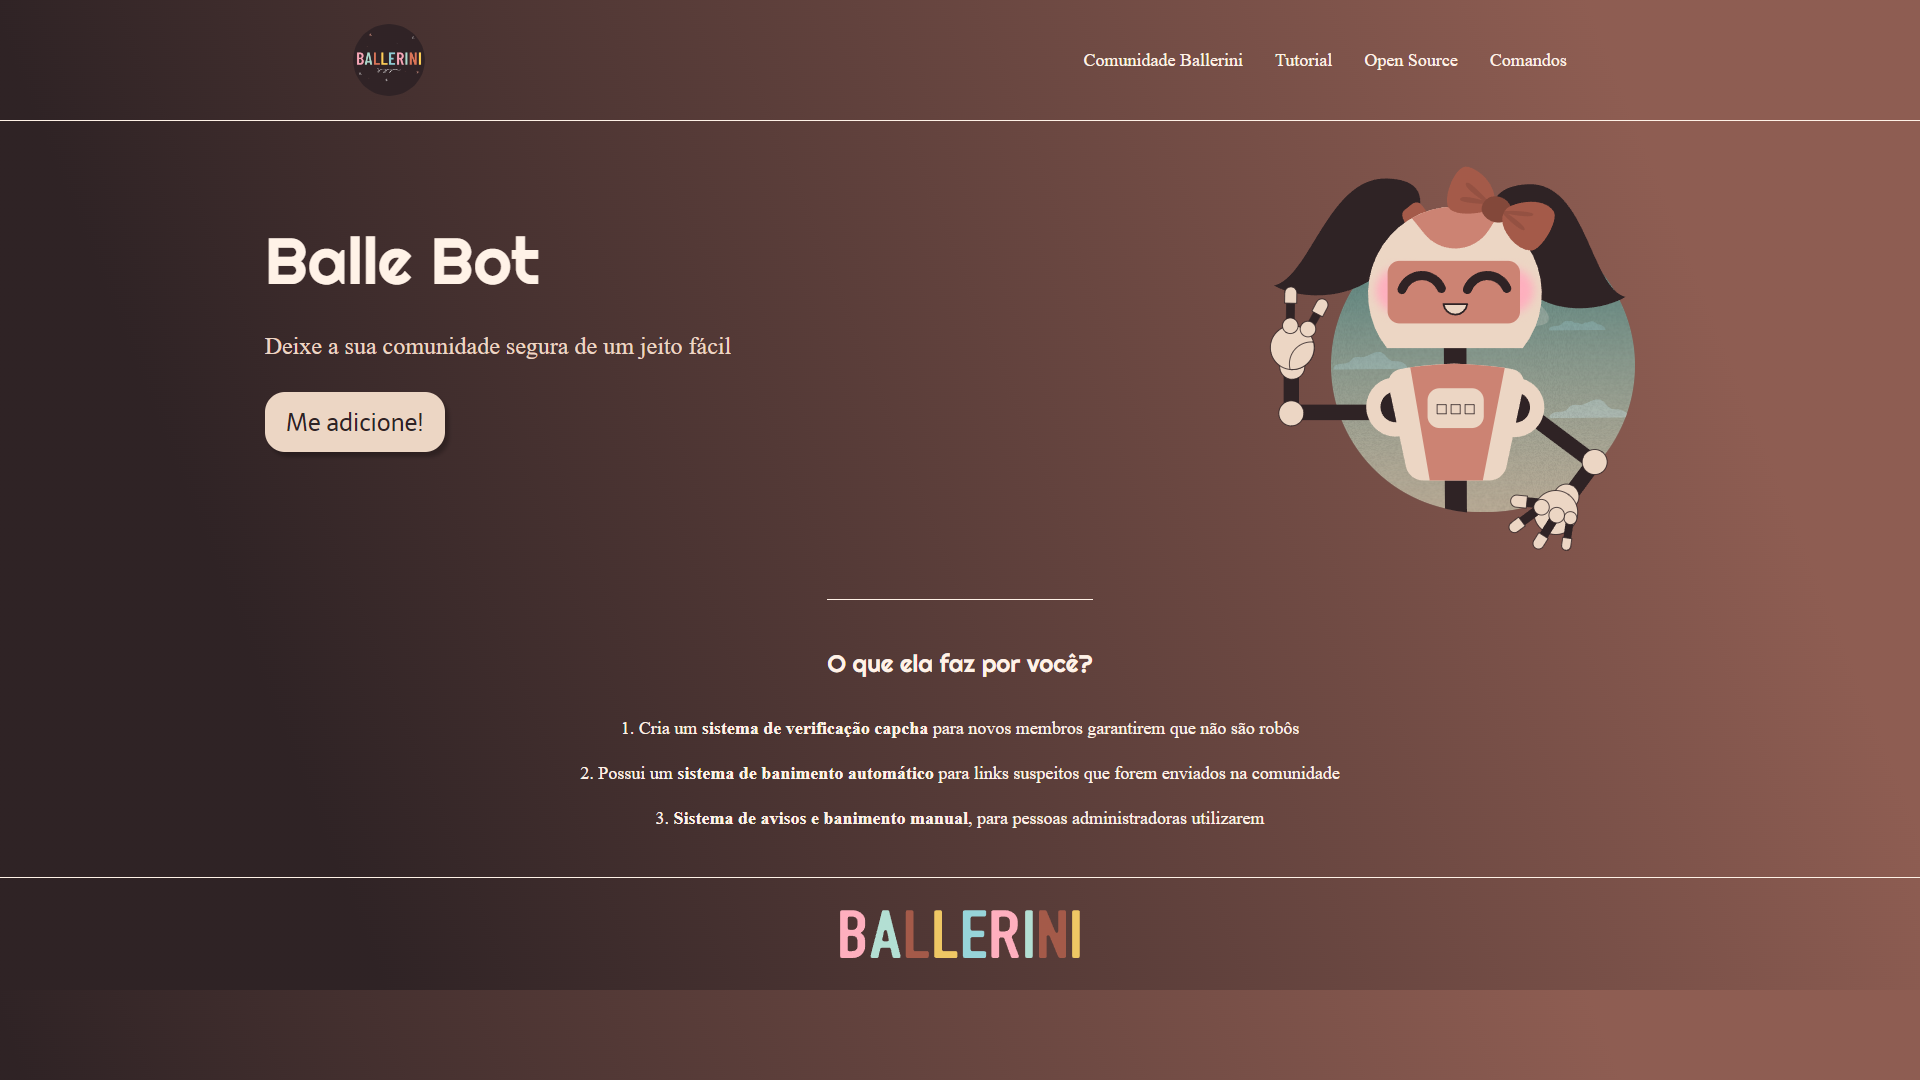 BALLERINI
Comunidade Ballerini
Tutorial
Open Source
Comandos
Balle Bot
Deixe a sua comunidade segura de um jeito fácil
Me adicione!
O que ela faz por você?
1. Cria um sistema de verificação capcha para novos membros garantirem que não são robôs
2. Possui um sistema de banimento automático para links suspeitos que forem enviados na comunidade
3. Sistema de avisos e banimento manual, para pessoas administradoras utilizarem
BALLERINI